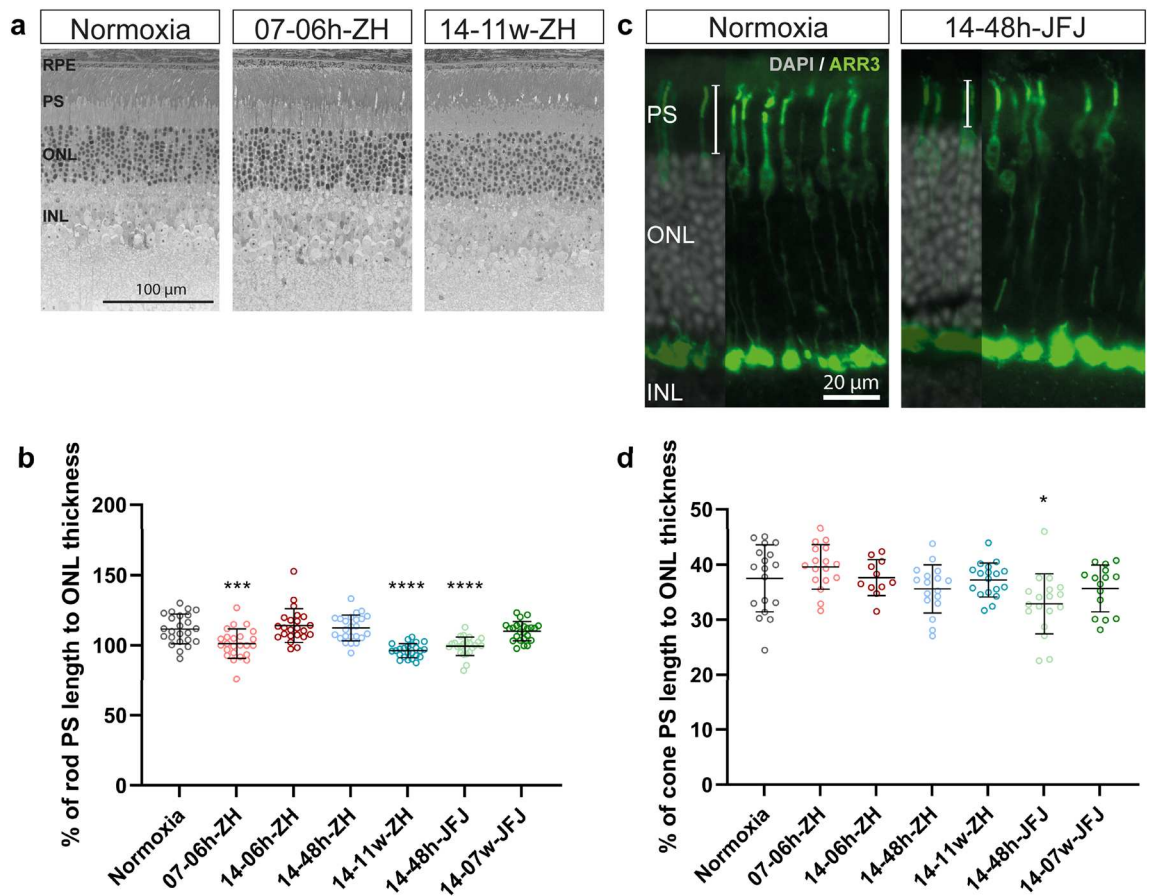 a
Normoxia
07-06h-ZH
14-11w-ZH
RPE
PS
ONL
INL
100 µm
c
Normoxia
14-48h-JFJ
DAPI / ARR3
PS
ONL
INL
20 µm
b
% of rod PS length to ONL thickness
200
150
100
50
0
***
****
****
Normoxia
07-06h-ZH
14-06h-ZH
14-48h-ZH
14-11w-ZH
14-48h-JFJ
14-07w-JFJ
d
% of cone PS length to ONL thickness
50
40
30
20
10
0
*
Normoxia
07-06h-ZH
14-06h-ZH
14-48h-ZH
14-11w-ZH
14-48h-JFJ
14-07w-JFJ